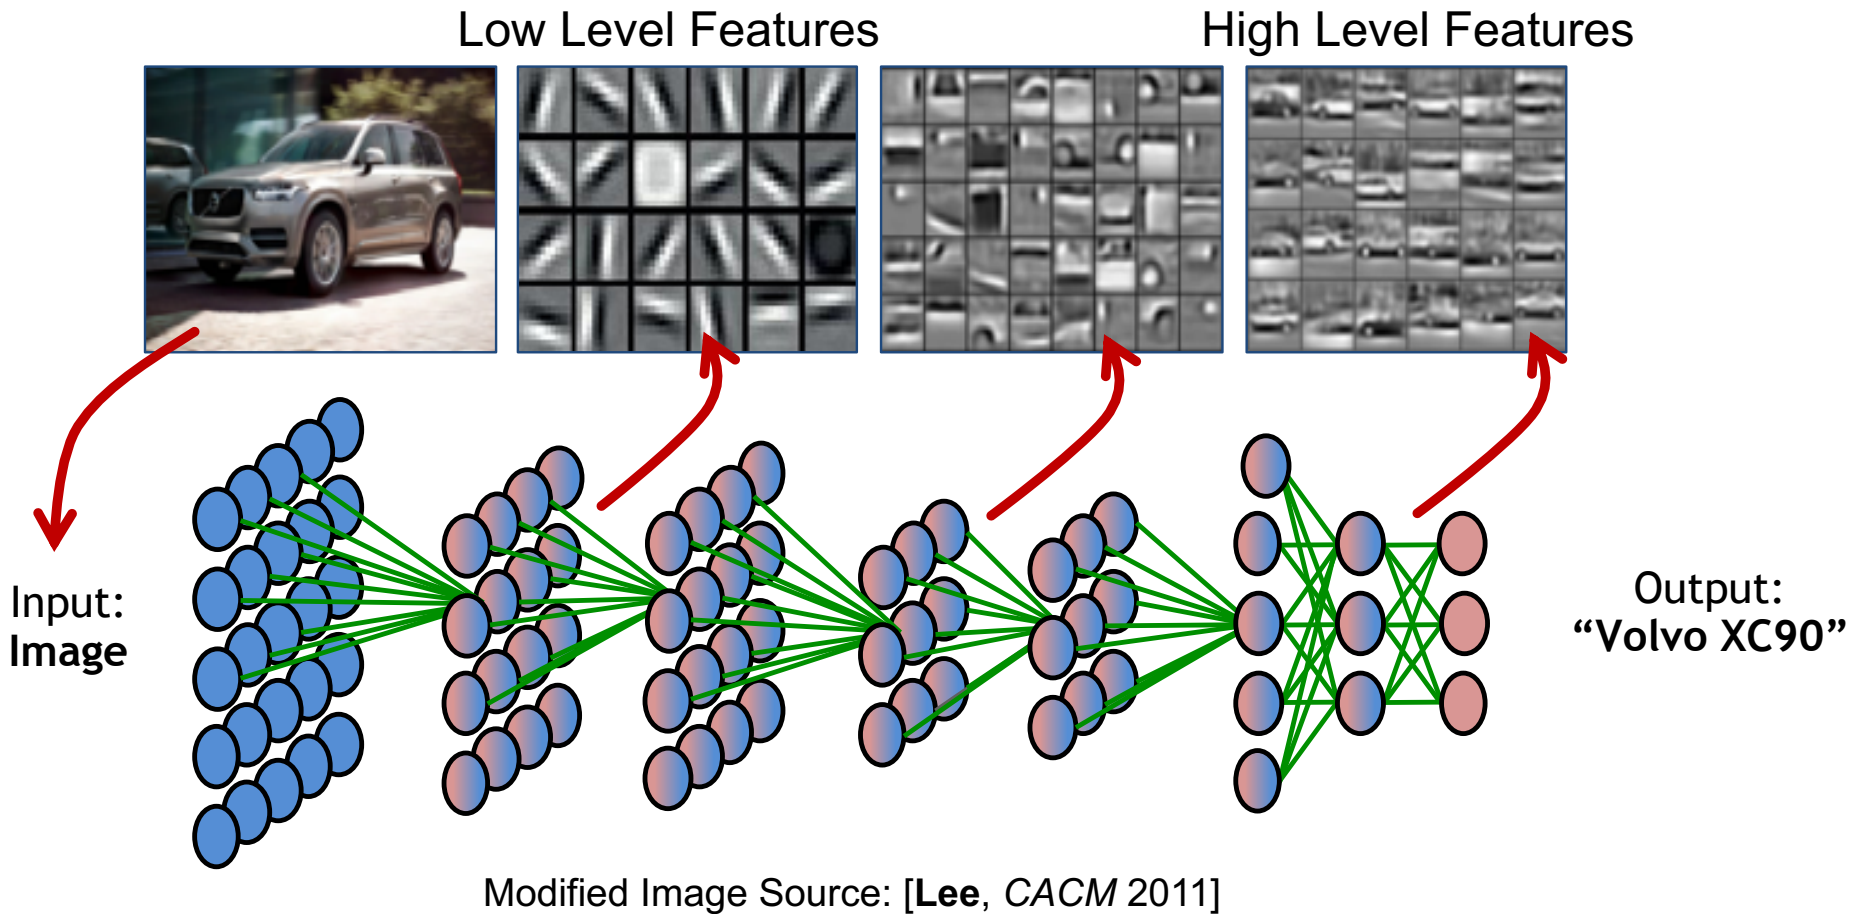 Low Level Features
High Level Features
Input:
Image
Output:
“Volvo XC90”
Modified Image Source: [Lee, CACM 2011]